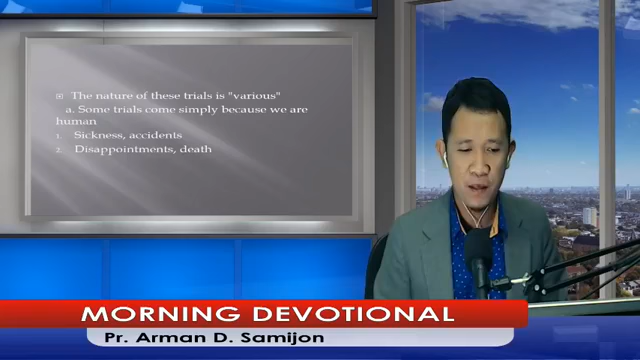 The nature of these trials is "various"
a. Some trials come simply because we are
human
1. Sickness, accidents
2. Disappointments, death
MORNING DEVOTIONAL
Pr. Arman D. Samijon